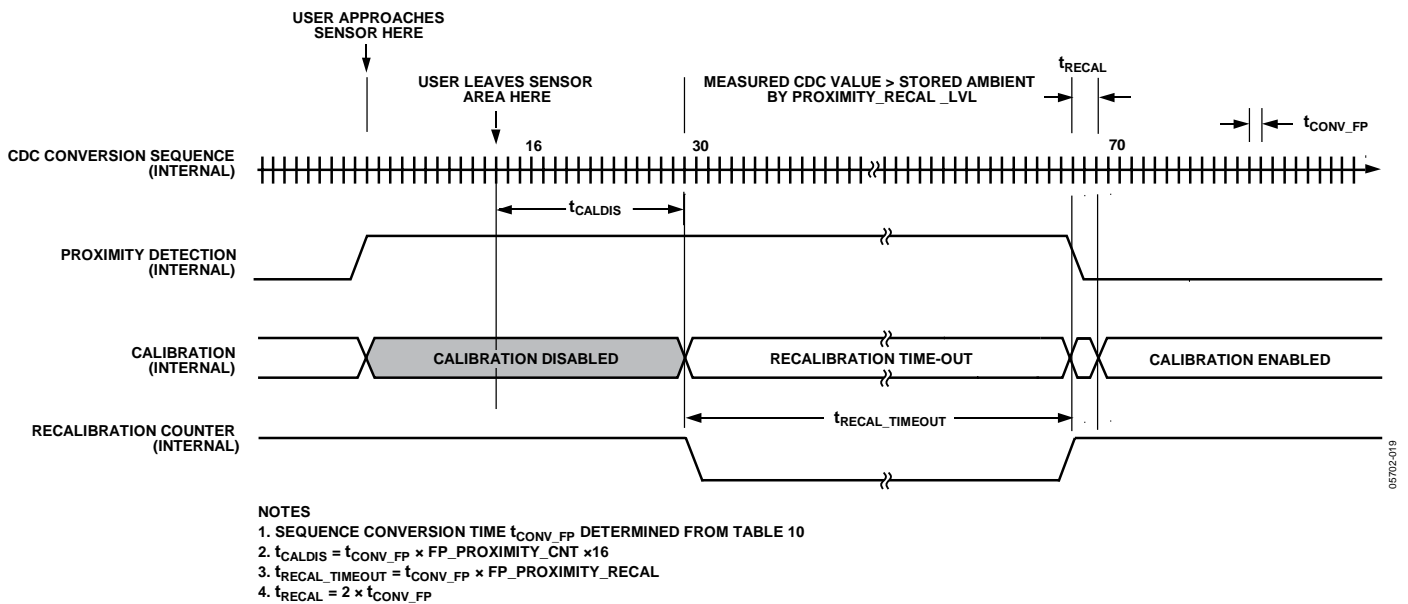 USER APPROACHES
SENSOR HERE
USER LEAVES SENSOR
AREA HERE
MEASURED CDC VALUE > STORED AMBIENT
BY PROXIMITY_RECAL _LVL
tRECAL
tCONV_FP
CDC CONVERSION SEQUENCE
(INTERNAL)
16
30
70
tCALDIS
PROXIMITY DETECTION
(INTERNAL)
CALIBRATION
(INTERNAL)
CALIBRATION DISABLED
RECALIBRATION TIME-OUT
CALIBRATION ENABLED
tRECAL_TIMEOUT
RECALIBRATION COUNTER
(INTERNAL)
05702-019
NOTES
1. SEQUENCE CONVERSION TIME tCONV_FP DETERMINED FROM TABLE 10
2. tCALDIS = tCONV_FP × FP_PROXIMITY_CNT ×16
3. tRECAL_TIMEOUT = tCONV_FP × FP_PROXIMITY_RECAL
4. tRECAL = 2 × tCONV_FP